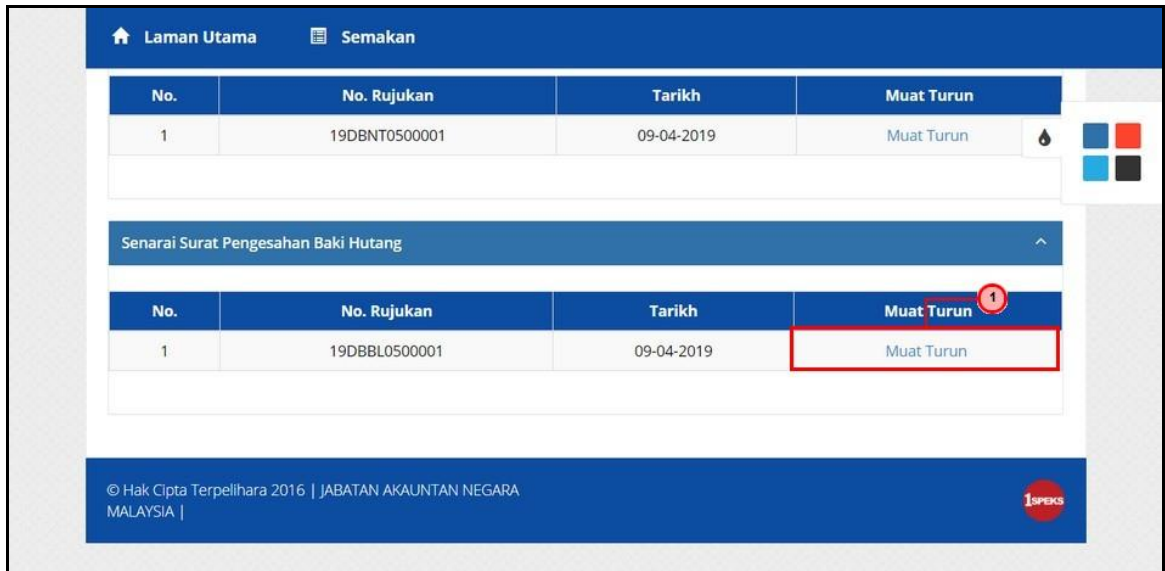 Laman Utama Semakan
No. No. Rujukan Tarikh Muat Turun
1 19DBNT0500001 09-04-2019 Muat Turun
Senarai Surat Pengesahan Baki Hutang
1
No. No. Rujukan Tarikh Muat Turun
1 19DBBL0500001 09-04-2019 Muat Turun
© Hak Cipta Terpelihara 2016 | JABATAN AKAUNTAN NEGARA
MALAYSIA |
1SPEKS